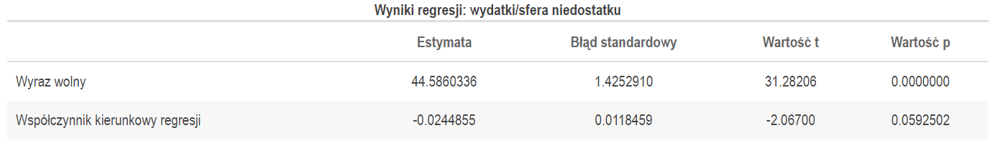 Wyniki regresji: wydatki/sfera niedostatku
Estymata Błąd standardowy Wartość t Wartość p
Wyraz wolny 44.5860336 1.4252910 31.28206 0.0000000
Współczynnik kierunkowy regresji -0.0244855 0.0118459 -2.06700 0.0592502